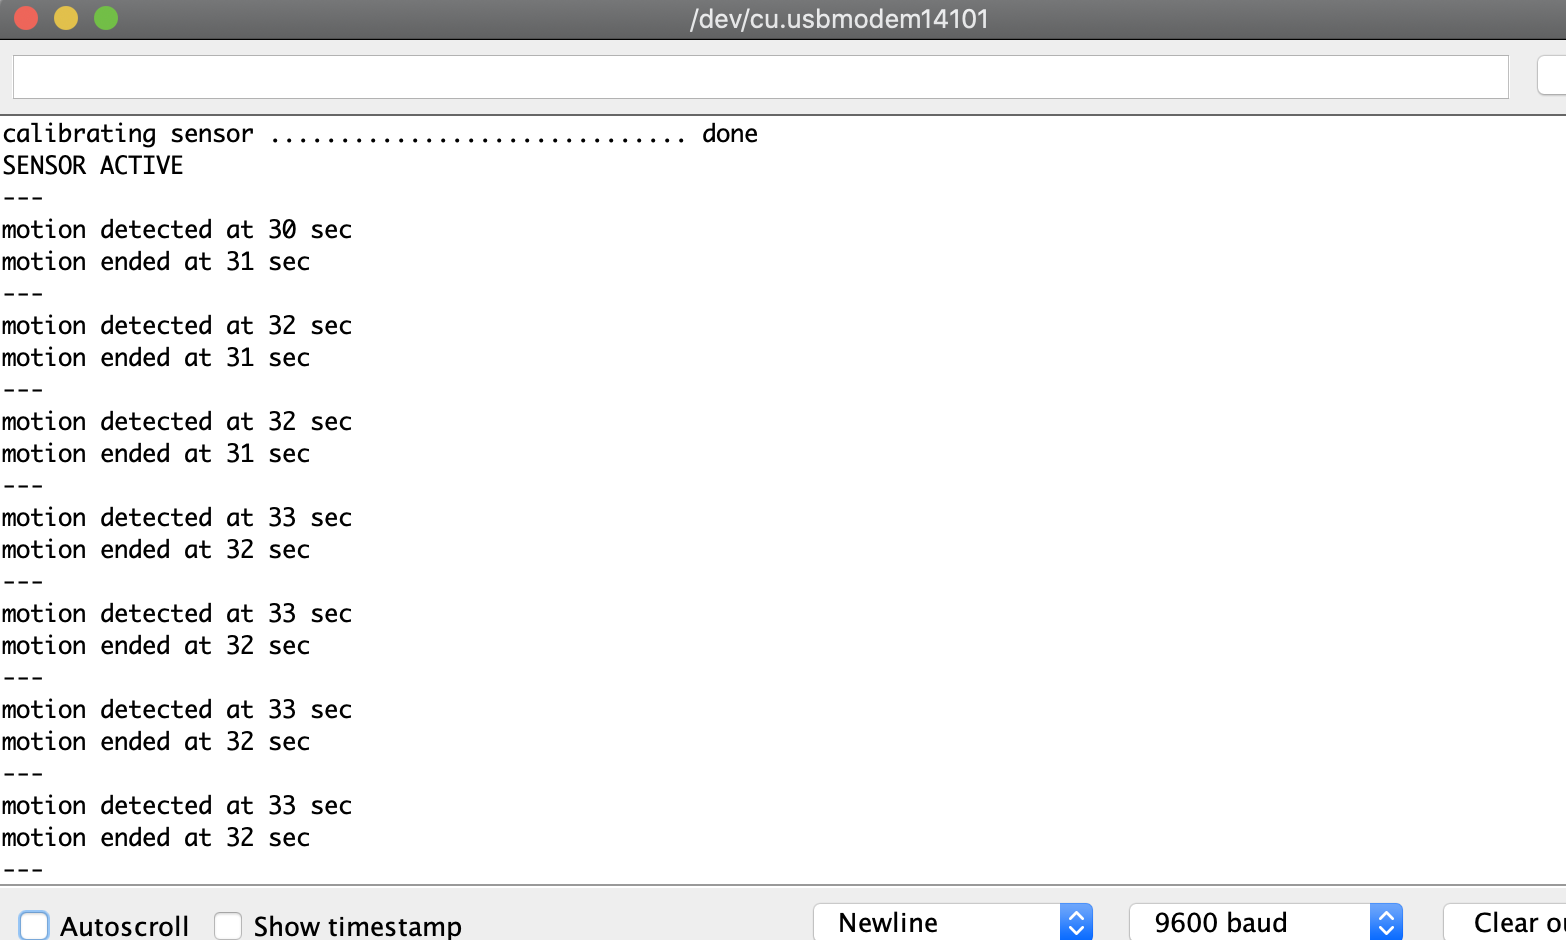 /dev/cu.usbmodem14101
calibrating sensor .............................. done
SENSOR ACTIVE
---
motion detected at 30 sec
motion ended at 31 sec
---
motion detected at 32 sec
motion ended at 31 sec
---
motion detected at 32 sec
motion ended at 31 sec
---
motion detected at 33 sec
motion ended at 32 sec
---
motion detected at 33 sec
motion ended at 32 sec
---
motion detected at 33 sec
motion ended at 32 sec
---
motion detected at 33 sec
motion ended at 32 sec
---
Autoscroll Show timestamp Newline 9600 baud Clear